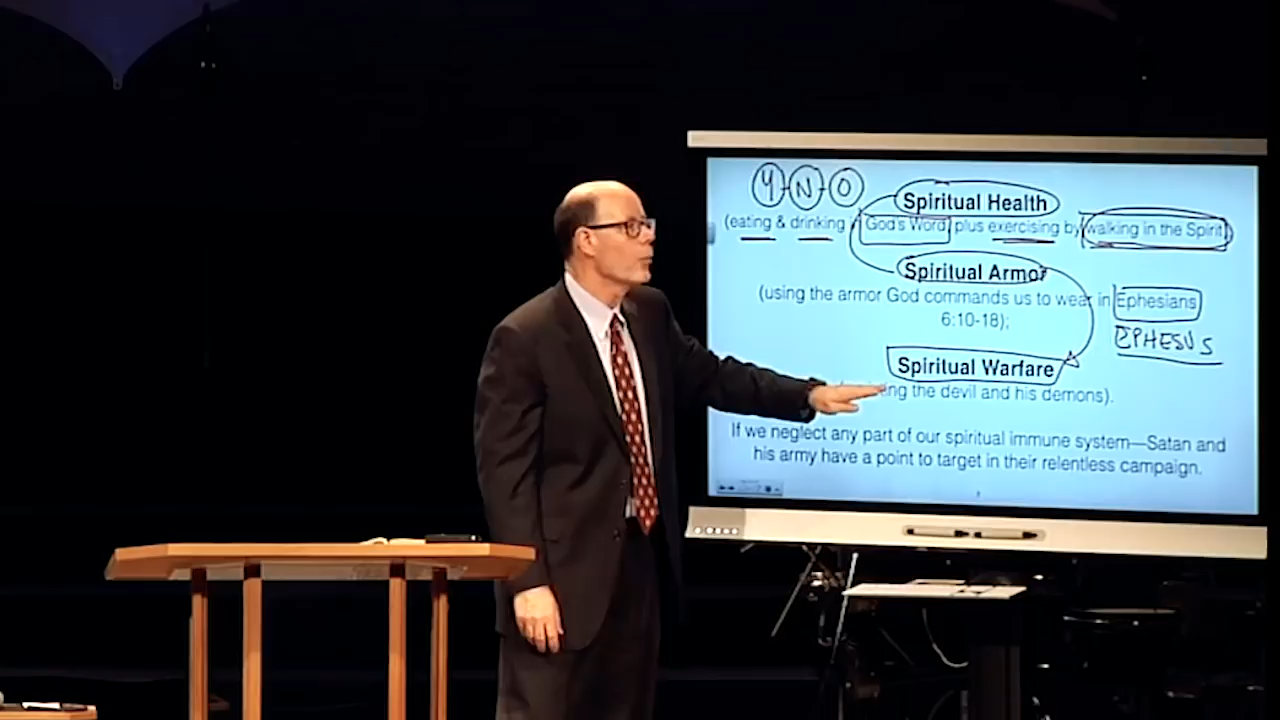 Y N O
Spiritual Health
(eating & drinking God's Word plus exercising by walking in the Spirit)
Spiritual Armor
(using the armor God commands us to wear in Ephesians
6:10-18);
EPHESUS
Spiritual Warfare
the devil and his demons).
If we neglect any part of our spiritual immune system—Satan and
his army have a point to target in their relentless campaign.